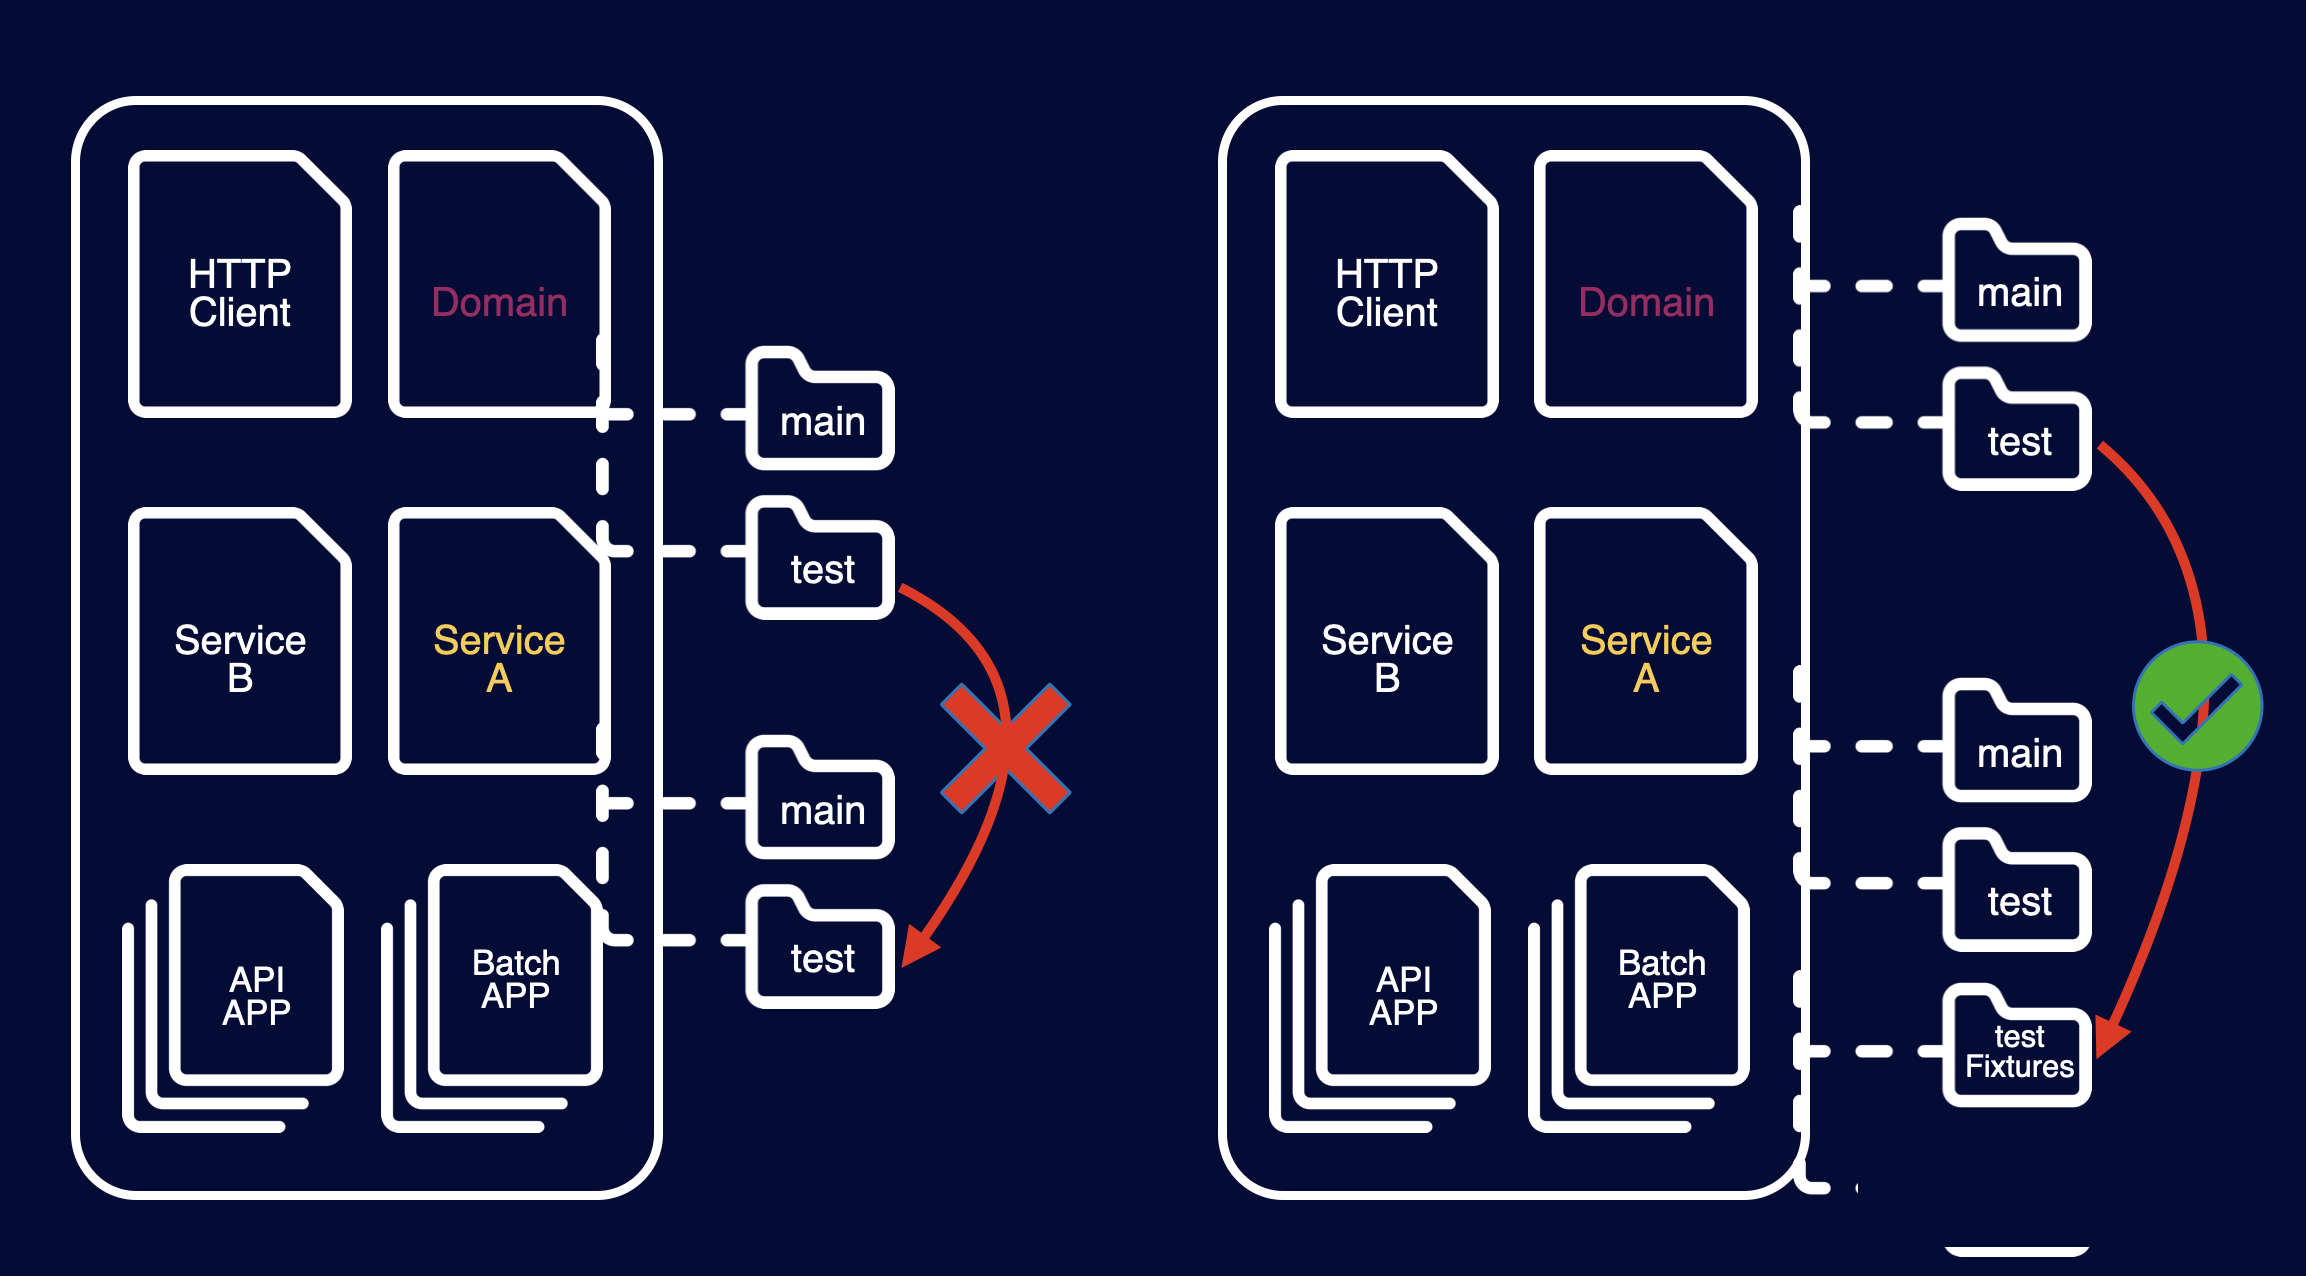 HTTP
Client
Domain
main
test
Service
B
Service
A
main
test
API
APP
Batch
APP
HTTP
Client
Domain
main
test
Service
B
Service
A
main
test
API
APP
Batch
APP
test
Fixtures